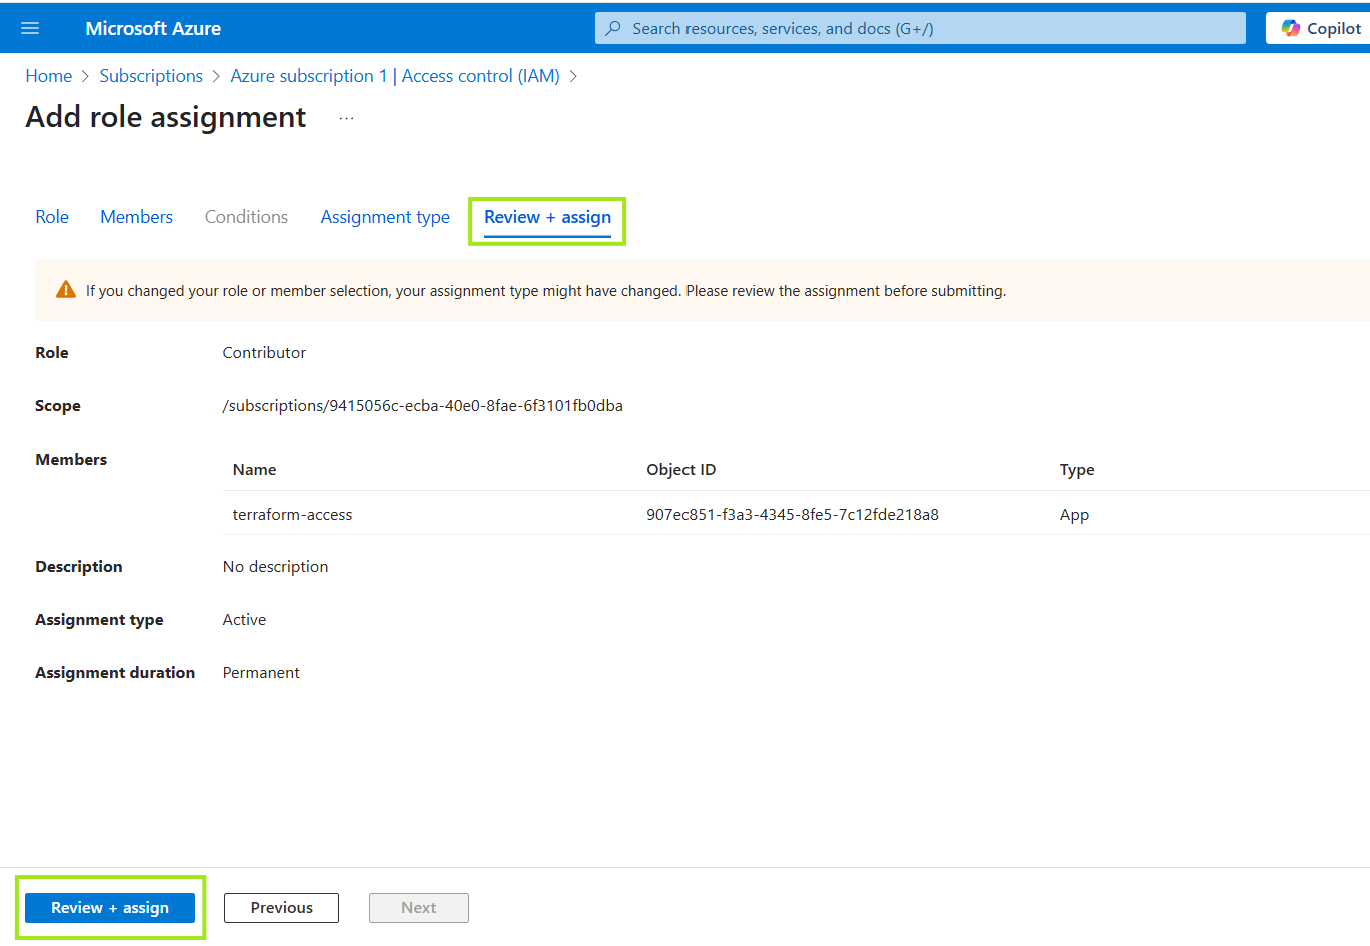 Microsoft Azure
Search resources, services, and docs (G+/)
Copilot
Home > Subscriptions > Azure subscription 1 | Access control (IAM) >
Add role assignment ...
Role Members Conditions Assignment type Review + assign
If you changed your role or member selection, your assignment type might have changed. Please review the assignment before submitting.
Role Contributor
Scope /subscriptions/9415056c-ecba-40e0-8fae-6f3101fb0dba
Members
Name Object ID Type
terraform-access 907ec851-f3a3-4345-8fe5-7c12fde218a8 App
Description No description
Assignment type Active
Assignment duration Permanent
Review + assign Previous Next